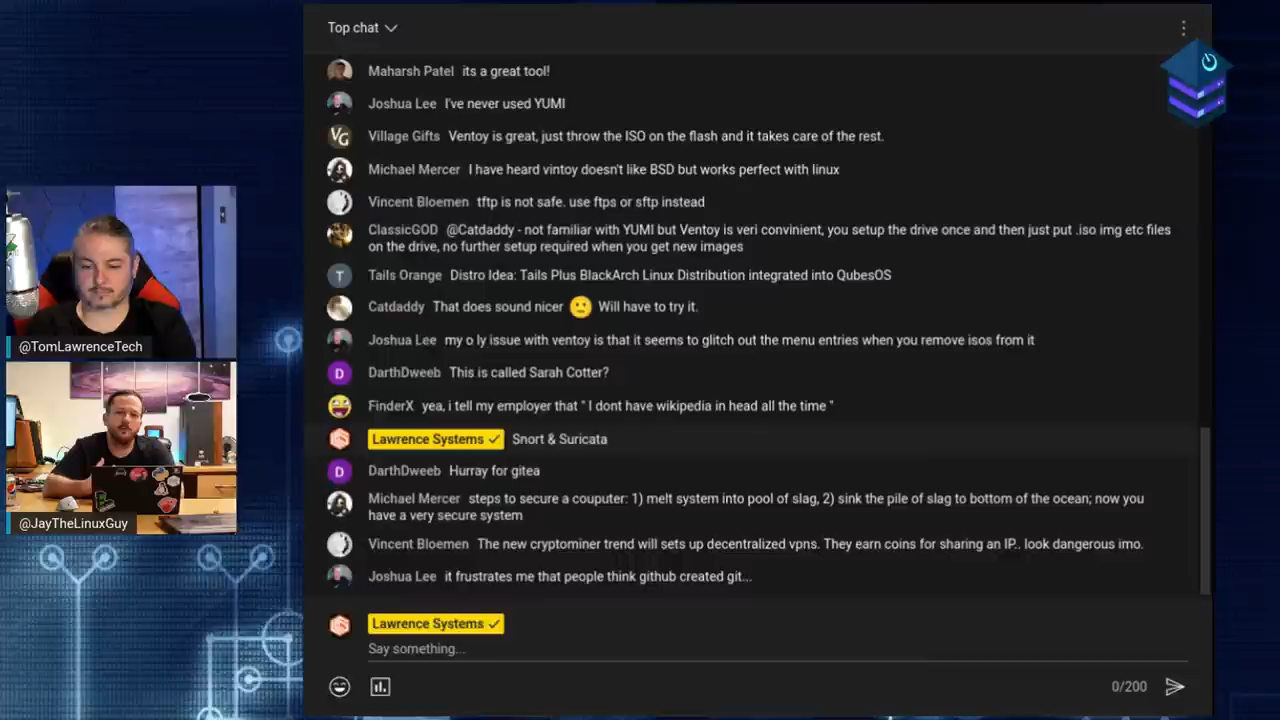 Top chat
Maharsh Patel its a great tool!
Joshua Lee I've never used YUMI
VG
Village Gifts Ventoy is great, just throw the ISO on the flash and it takes care of the rest.
Michael Mercer I have heard vintoy doesn't like BSD but works perfect with linux
Vincent Bloemen tftp is not safe. use ftps or sftp instead
ClassicGOD @Catdaddy - not familiar with YUMI but Ventoy is veri convinient, you setup the drive once and then just put .iso img etc files
on the drive, no further setup required when you get new images
T
Tails Orange Distro Idea: Tails Plus BlackArch Linux Distribution integrated into QubesOS
Catdaddy That does sound nicer 🙂 Will have to try it.
Joshua Lee my o ly issue with ventoy is that it seems to glitch out the menu entries when you remove isos from it
D
DarthDweeb This is called Sarah Cotter?
FinderX yea, i tell my employer that " I dont have wikipedia in head all the time "
Lawrence Systems ✓ Snort & Suricata
D
DarthDweeb Hurray for gitea
Michael Mercer steps to secure a couputer: 1) melt system into pool of slag, 2) sink the pile of slag to bottom of the ocean; now you
have a very secure system
Vincent Bloemen The new cryptominer trend will sets up decentralized vpns. They earn coins for sharing an IP.. look dangerous imo.
Joshua Lee it frustrates me that people think github created git...
Lawrence Systems ✓
Say something...
0/200
@TomLawrenceTech
@JayTheLinuxGuy